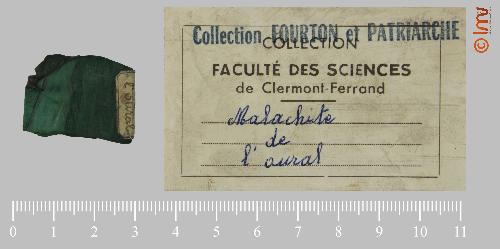 Collection FOURTON et PATRIARCHE
COLLECTION
FACULTÉ DES SCIENCES
de Clermont-Ferrand
Malachite
de
l'oural
0 1 2 3 4 5 6 7 8 9 10 11
© lmv